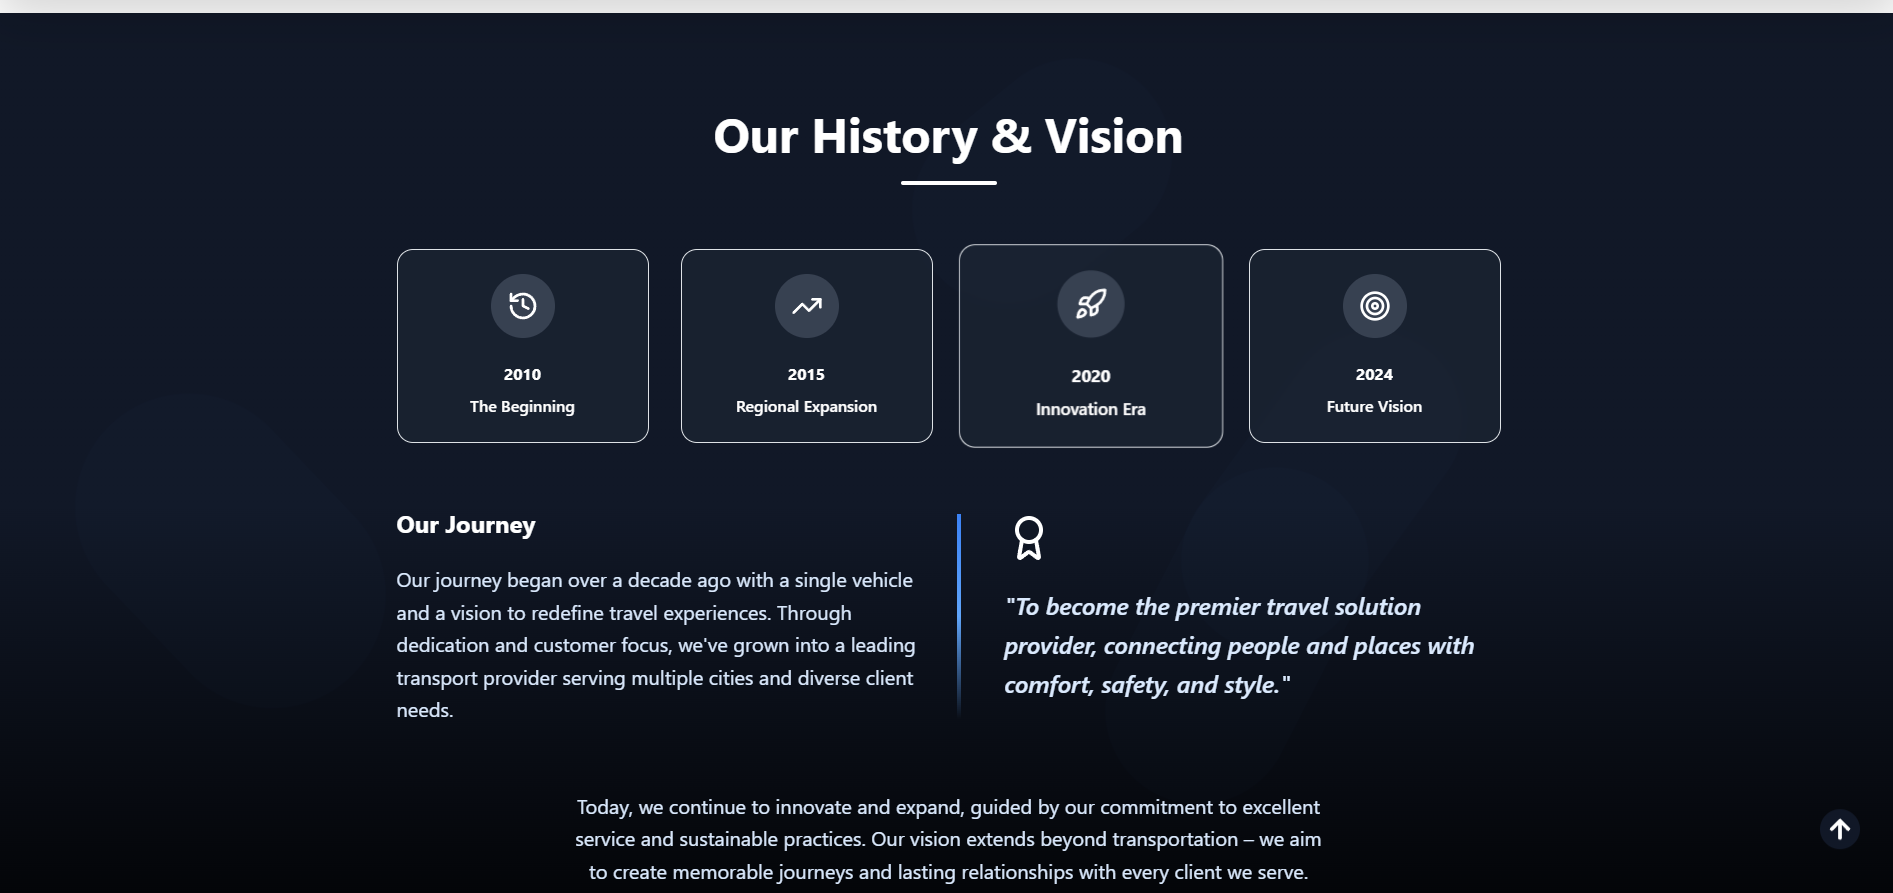 Our History & Vision
2010
The Beginning
2015
Regional Expansion
2020
Innovation Era
2024
Future Vision
Our Journey
Our journey began over a decade ago with a single vehicle
and a vision to redefine travel experiences. Through
dedication and customer focus, we've grown into a leading
transport provider serving multiple cities and diverse client
needs.
"To become the premier travel solution
provider, connecting people and places with
comfort, safety, and style."
Today, we continue to innovate and expand, guided by our commitment to excellent
service and sustainable practices. Our vision extends beyond transportation – we aim
to create memorable journeys and lasting relationships with every client we serve.